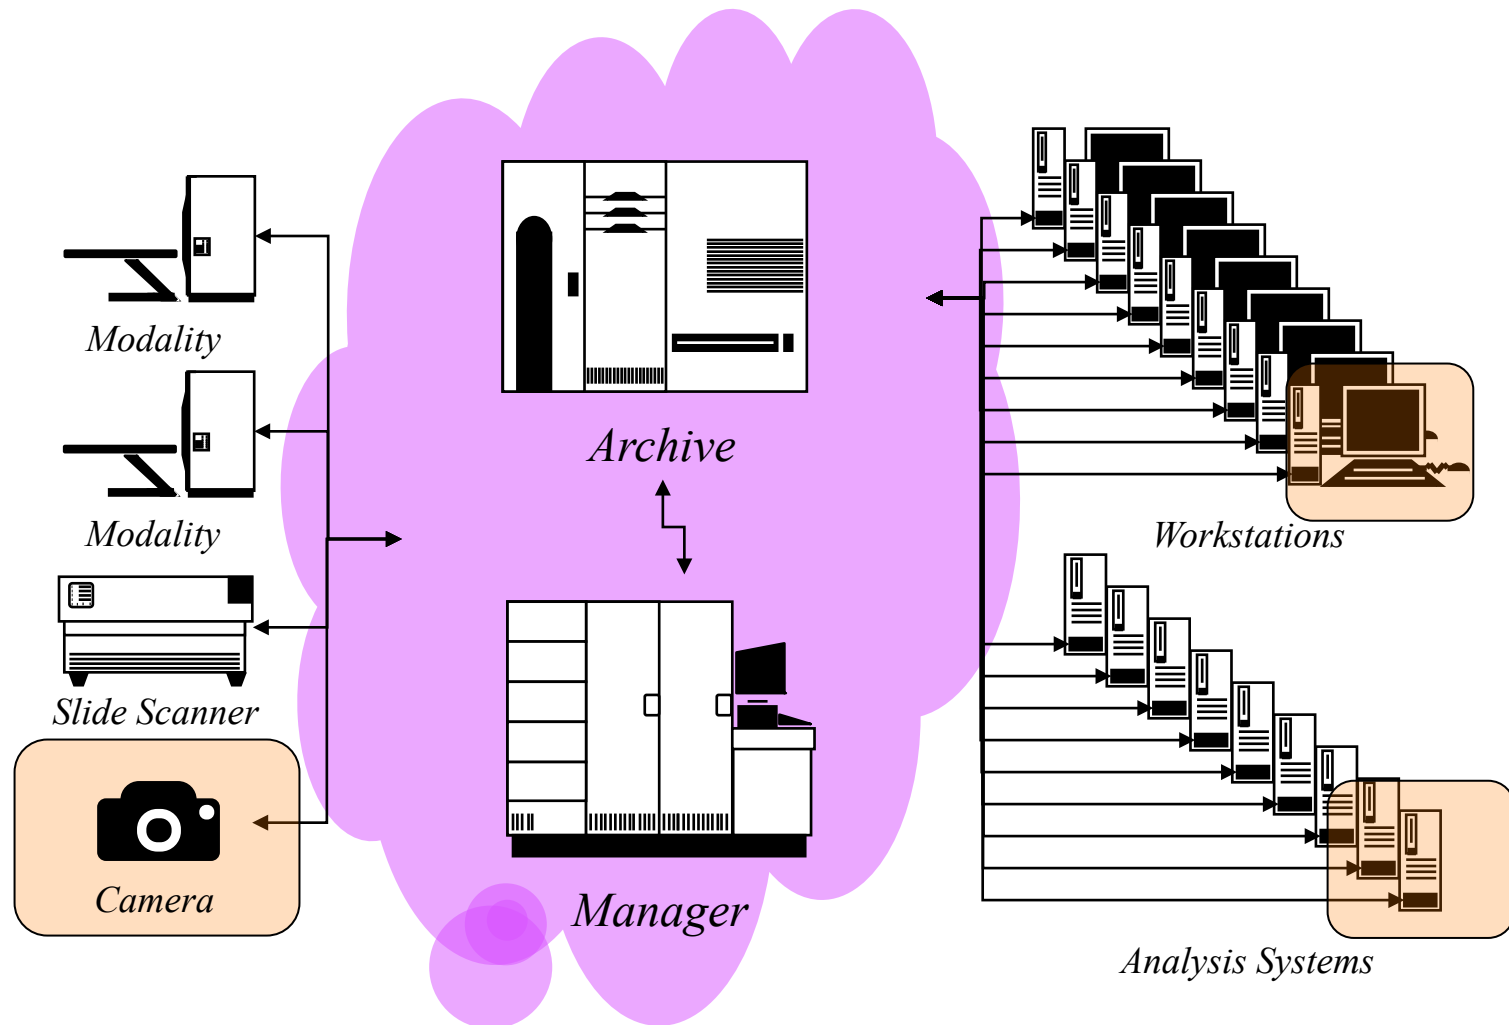 Modality
Modality
Slide Scanner
Camera
Archive
Manager
Workstations
Analysis Systems